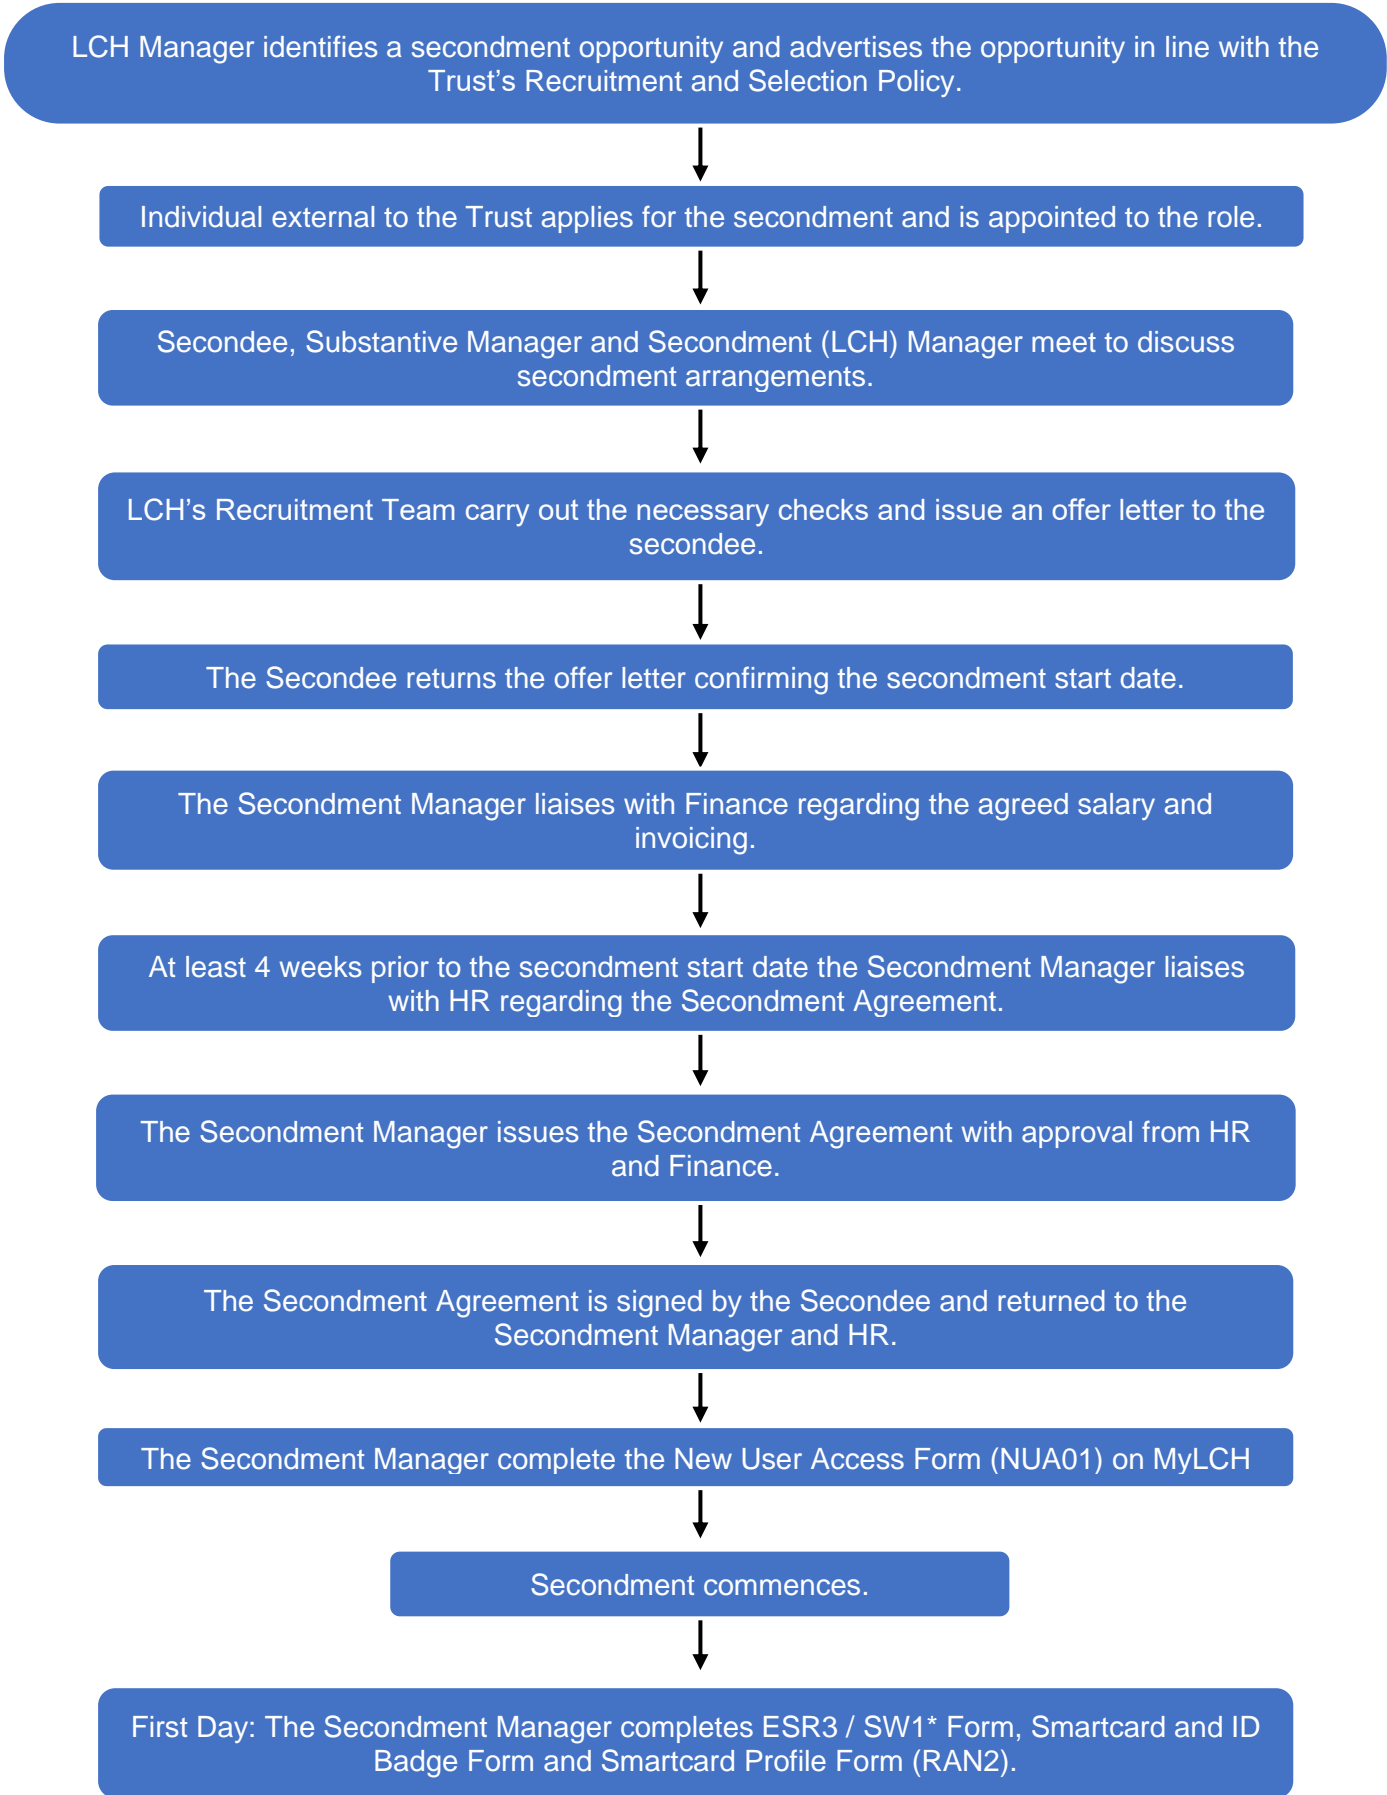 LCH Manager identifies a secondment opportunity and advertises the opportunity in line with the
Trust’s Recruitment and Selection Policy.
Individual external to the Trust applies for the secondment and is appointed to the role.
Secondee, Substantive Manager and Secondment (LCH) Manager meet to discuss
secondment arrangements.
LCH’s Recruitment Team carry out the necessary checks and issue an offer letter to the
secondee.
The Secondee returns the offer letter confirming the secondment start date.
The Secondment Manager liaises with Finance regarding the agreed salary and
invoicing.
At least 4 weeks prior to the secondment start date the Secondment Manager liaises
with HR regarding the Secondment Agreement.
The Secondment Manager issues the Secondment Agreement with approval from HR
and Finance.
The Secondment Agreement is signed by the Secondee and returned to the
Secondment Manager and HR.
The Secondment Manager complete the New User Access Form (NUA01) on MyLCH
Secondment commences.
First Day: The Secondment Manager completes ESR3 / SW1* Form, Smartcard and ID
Badge Form and Smartcard Profile Form (RAN2).